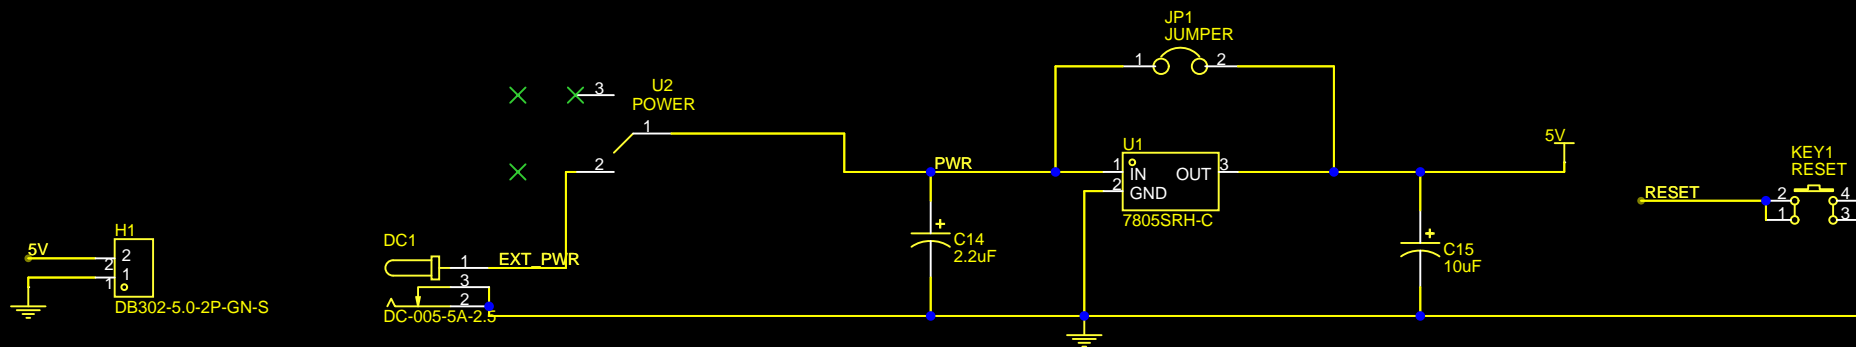 JP1
JUMPER
1
2
3
U2
POWER
1
2
PWR
U1
1
IN
OUT
3
2
GND
7805SRH-C
5V
KEY1
RESET
RESET
2
4
1
3
H1
5V
2
2
1
1
DB302-5.0-2P-GN-S
DC1
1
EXT_PWR
3
2
DC-005-5A-2.5
+
C14
2.2uF
+
C15
10uF